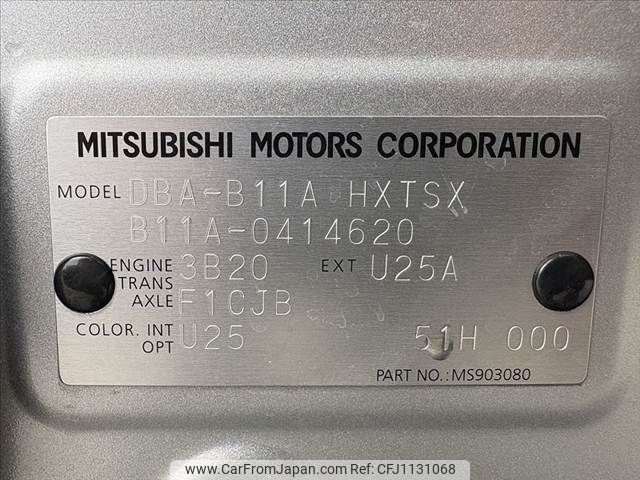 MITSUBISHI MOTORS CORPORATION
MODEL DBA-B11A HXTSX
B11A-0414620
ENGINE 3B20 EXT U25A
TRANS
AXLE F1CJB
COLOR. INT U25 51H 000
OPT
PART NO.:MS903080
www.CarFromJapan.com | CFJ1131068